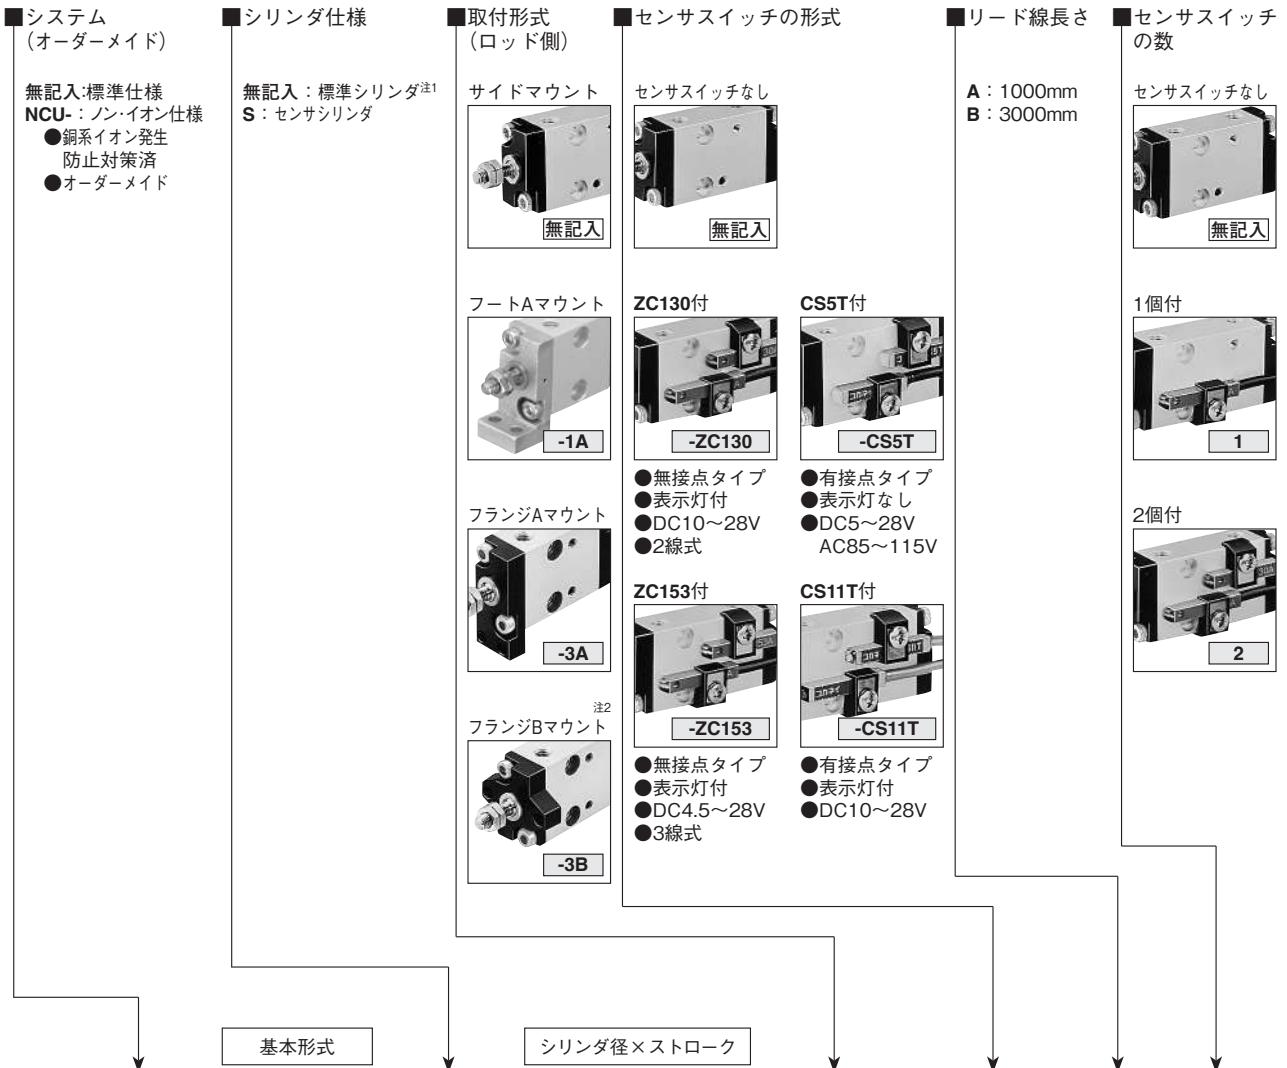 ■システム
（オーダーメイド）
無記入:標準仕様
NCU-：ノン・イオン仕様
●銅系イオン発生
防止対策済
●オーダーメイド
■シリンダ仕様
無記入：標準シリンダ注1
S：センサシリンダ
■取付形式
（ロッド側）
サイドマウント
無記入
フートAマウント
-1A
フランジAマウント
-3A
注2
フランジBマウント
-3B
■センサスイッチの形式
センサスイッチなし
無記入
ZC130付
-ZC130
●無接点タイプ
●表示灯付
●DC10〜28V
●2線式
CS5T付
-CS5T
●有接点タイプ
●表示灯なし
●DC5〜28V
AC85〜115V
ZC153付
-ZC153
●無接点タイプ
●表示灯付
●DC4.5〜28V
●3線式
CS11T付
-CS11T
●有接点タイプ
●表示灯付
●DC10〜28V
■リード線長さ
A：1000mm
B：3000mm
■センサスイッチ
の数
センサスイッチなし
無記入
1個付
1
2個付
2
基本形式
シリンダ径×ストローク